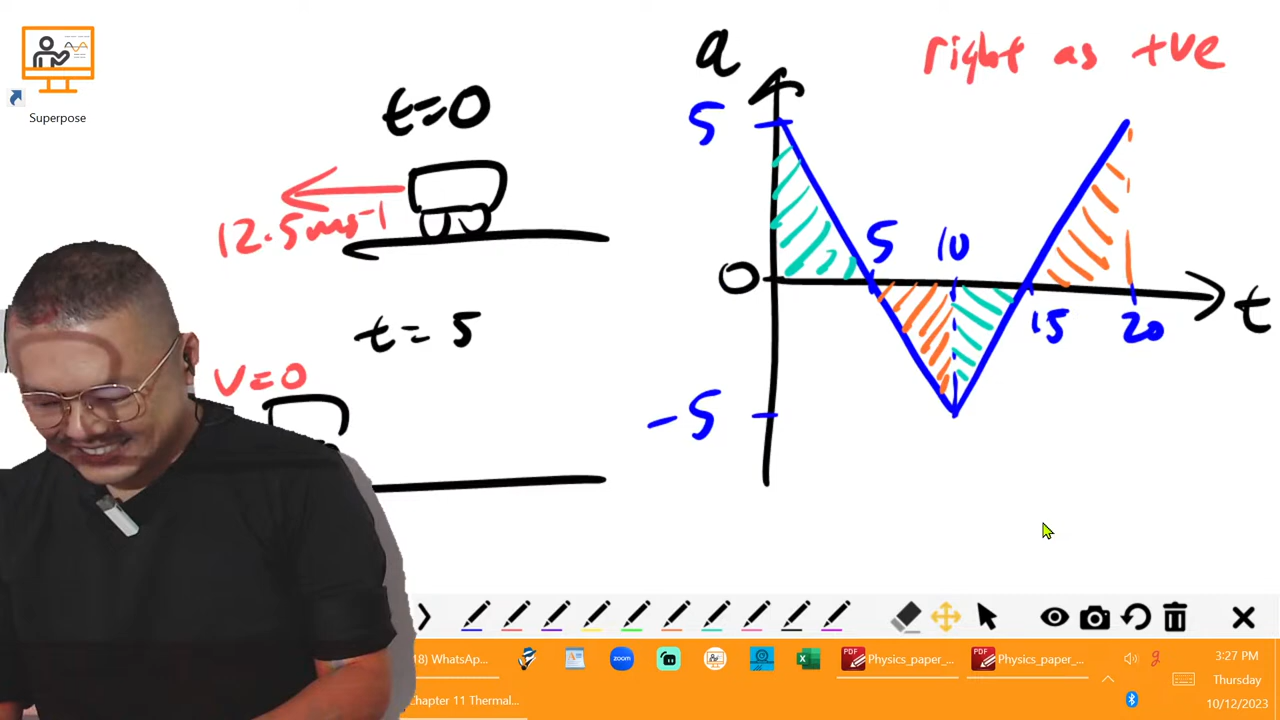 Superpose
t=0
12.5ms-1
t=5
v=0
a
right as +ve
5
0
5
10
15
20
t
-5
18) WhatsAp...
Physics_paper_...
Physics_paper_...
3:27 PM
Thursday
10/12/2023
Chapter 11 Thermal...